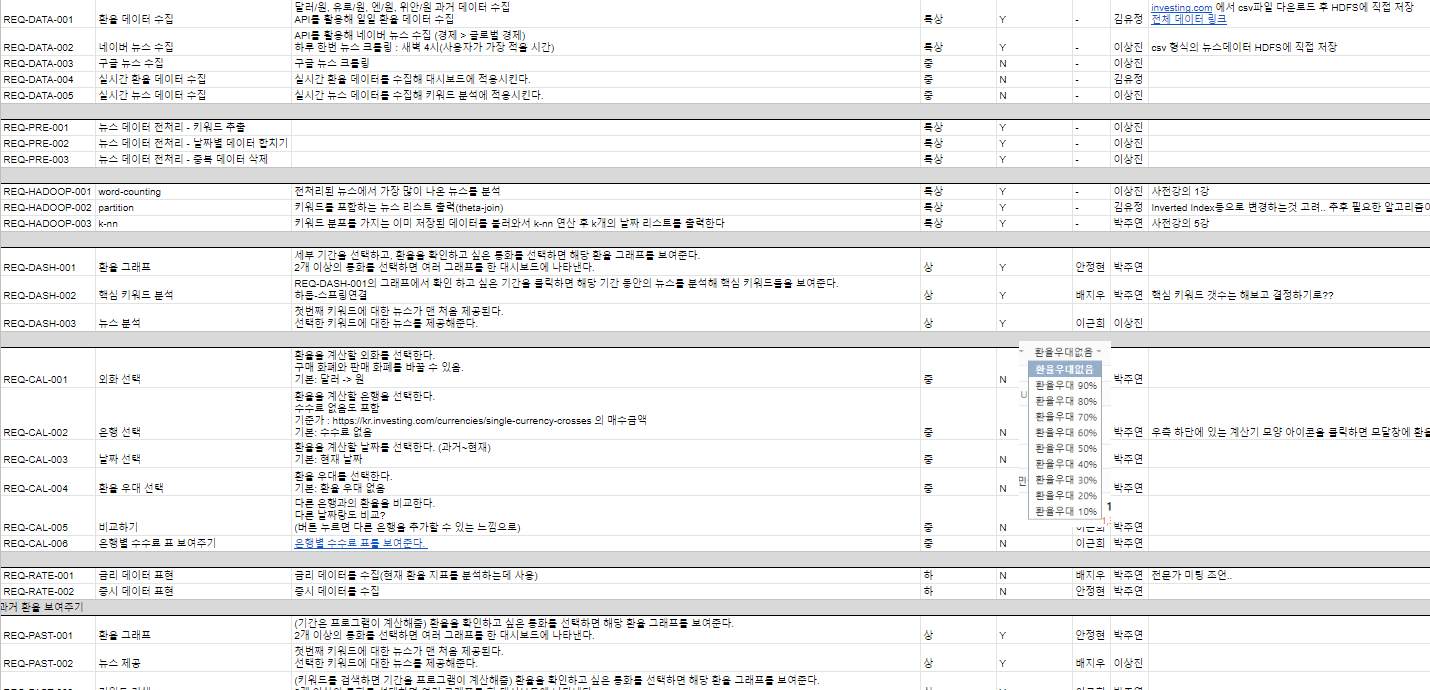 달러/원, 유로/원, 엔/원, 위안/원 과거 데이터 수집
investing.com 에서 csv파일 다운로드 후 HDFS에 직접 저장
REQ-DATA-001 환율 데이터 수집 API를 활용해 일일 환율 데이터 수집 특상 Y - 김유정 전체 데이터 링크
API를 활용해 네이버 뉴스 수집 (경제 > 글로벌 경제)
REQ-DATA-002 네이버 뉴스 수집 하루 한번 뉴스 크롤링 : 새벽 4시(사용자가 가장 적을 시간) 특상 Y - 이상진 csv 형식의 뉴스데이터 HDFS에 직접 저장
REQ-DATA-003 구글 뉴스 수집 구글 뉴스 크롤링 중 N - 이상진
REQ-DATA-004 실시간 환율 데이터 수집 실시간 환율 데이터를 수집해 대시보드에 적용시킨다. 중 N - 김유정
REQ-DATA-005 실시간 뉴스 데이터 수집 실시간 뉴스 데이터를 수집해 키워드 분석에 적용시킨다. 중 N - 이상진
REQ-PRE-001 뉴스 데이터 전처리 - 키워드 추출 특상 Y - 이상진
REQ-PRE-002 뉴스 데이터 전처리 - 날짜별 데이터 합치기 특상 Y - 이상진
REQ-PRE-003 뉴스 데이터 전처리 - 중복 데이터 삭제 특상 Y - 이상진
REQ-HADOOP-001 word-counting 전처리된 뉴스에서 가장 많이 나온 뉴스를 분석 특상 Y - 이상진 사전강의 1강
REQ-HADOOP-002 partition 키워드를 포함하는 뉴스 리스트 출력(theta-join) 특상 Y - 김유정 Inverted Index등으로 변경하는것 고려.. 추후 필요한 알고리즘이
REQ-HADOOP-003 k-nn 키워드 분포를 가지는 이미 저장된 데이터를 불러와서 k-nn 연산 후 k개의 날짜 리스트를 출력한다 특상 Y - 박주연 사전강의 5강
세부 기간을 선택하고, 환율을 확인하고 싶은 통화를 선택하면 해당 환율 그래프를 보여준다.
REQ-DASH-001 환율 그래프 2개 이상의 통화를 선택하면 여러 그래프를 한 대시보드에 나타낸다. 상 Y 안정현 박주연
REQ-DASH-001의 그래프에서 확인 하고 싶은 기간을 클릭하면 해당 기간 동안의 뉴스를 분석해 핵심 키워드들을 보여준다.
REQ-DASH-002 핵심 키워드 분석 하둡-스프링연결 상 Y 배지우 박주연 핵심 키워드 갯수는 해보고 결정하기로??
첫번째 키워드에 대한 뉴스가 맨 처음 제공된다.
REQ-DASH-003 뉴스 분석 선택한 키워드에 대한 뉴스를 제공해준다. 상 Y 이근희 이상진
환율을 계산할 외화를 선택한다.
구매 화폐와 판매 화폐를 바꿀 수 있음.
REQ-CAL-001 외화 선택 기본: 달러 -> 원 중 N 박주연
환율을 계산할 은행을 선택한다.
수수료 없음도 포함
기준가 : https://kr.investing.com/currencies/single-currency-crosses 의 매수금액
REQ-CAL-002 은행 선택 기본: 수수료 없음 중 N 박주연 우측 하단에 있는 계산기 모양 아이콘을 클릭하면 모달창에 환율
환율을 계산할 날짜를 선택한다. (과거~현재)
REQ-CAL-003 날짜 선택 기본: 현재 날짜 중 N 박주연
환율 우대를 선택한다.
REQ-CAL-004 환율 우대 선택 기본: 환율 우대 없음 중 N 박주연
다른 은행과의 환율을 비교한다.
다른 날짜랑도 비교?
REQ-CAL-005 비교하기 (버튼 누르면 다른 은행을 추가할 수 있는 느낌으로) 중 N 이근희 박주연
REQ-CAL-006 은행별 수수료 표 보여주기 은행별 수수료 표를 보여준다. 중 N 이근희 박주연
환율우대없음
환율우대없음
환율우대 90%
환율우대 80%
환율우대 70%
환율우대 60%
환율우대 50%
환율우대 40%
환율우대 30%
환율우대 20%
환율우대 10%
REQ-RATE-001 금리 데이터 표현 금리 데이터를 수집(현재 환율 지표를 분석하는데 사용) 하 N 배지우 박주연 전문가 미팅 조언..
REQ-RATE-002 증시 데이터 표현 증시 데이터를 수집 하 N 안정현 박주연
과거 환율 보여주기
(기간은 프로그램이 계산해줌) 환율을 확인하고 싶은 통화를 선택하면 해당 환율 그래프를 보여준다.
REQ-PAST-001 환율 그래프 2개 이상의 통화를 선택하면 여러 그래프를 한 대시보드에 나타낸다. 상 Y 안정현 박주연
첫번째 키워드에 대한 뉴스가 맨 처음 제공된다.
REQ-PAST-002 뉴스 제공 선택한 키워드에 대한 뉴스를 제공해준다. 상 Y 배지우 이상진
(키워드를 검색하면 기간을 프로그램이 계산해줌) 환율을 확인하고 싶은 통화를 선택하면 해당 환율 그래프를 보여준다.